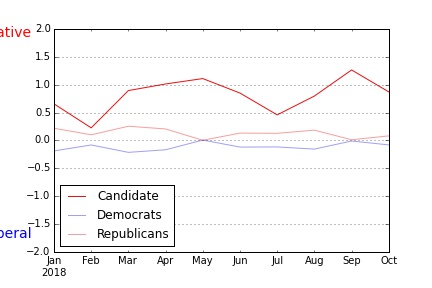 2.0
ative
1.5
1.0
0.5
0.0
−0.5
−1.0
Candidate
Democrats
Republicans
−1.5
beral
−2.0
Jan Feb Mar Apr May Jun Jul Aug Sep Oct
2018